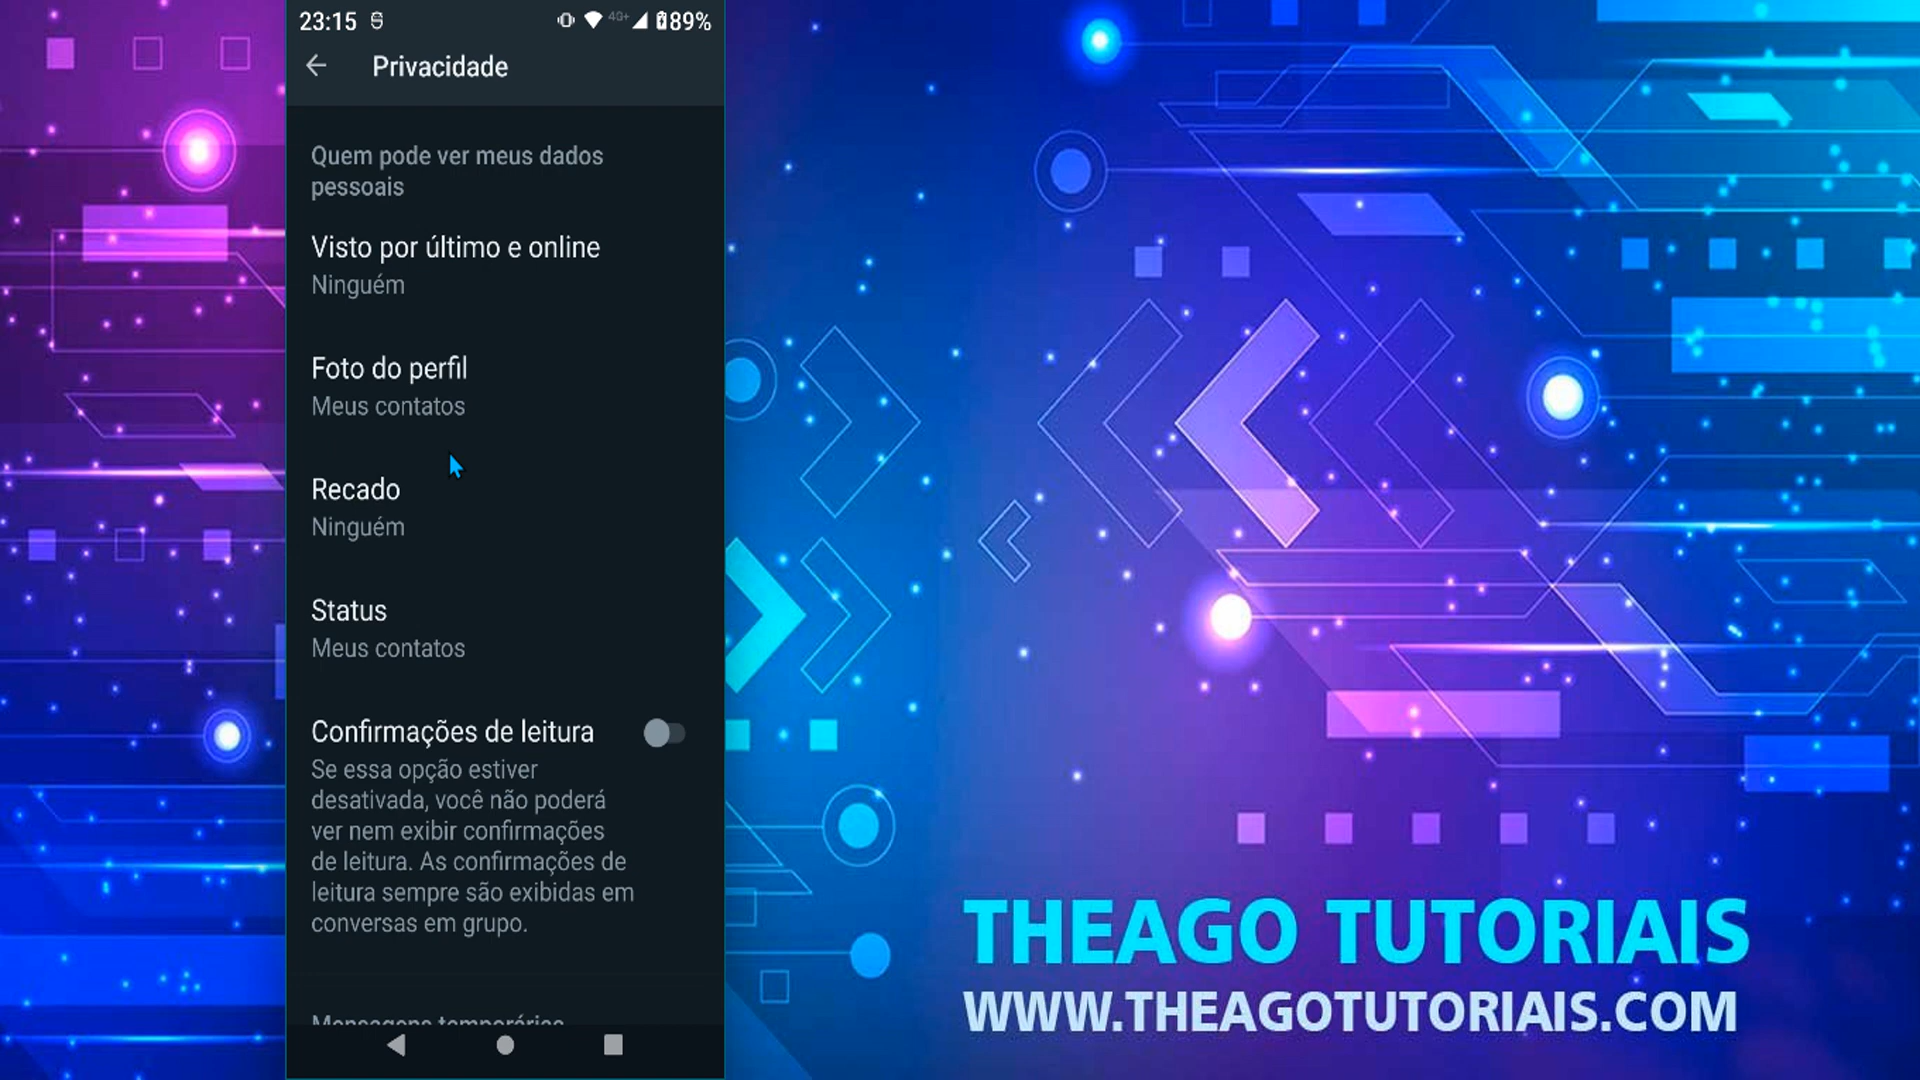 23:15 4G+ 89%
Privacidade
Quem pode ver meus dados
pessoais
Visto por último e online
Ninguém
Foto do perfil
Meus contatos
Recado
Ninguém
Status
Meus contatos
Confirmações de leitura
Se essa opção estiver
desativada, você não poderá
ver nem exibir confirmações
de leitura. As confirmações de
leitura sempre são exibidas em
conversas em grupo.
Mensagens temporárias
THEAGO TUTORIAIS
WWW.THEAGOTUTORIAIS.COM